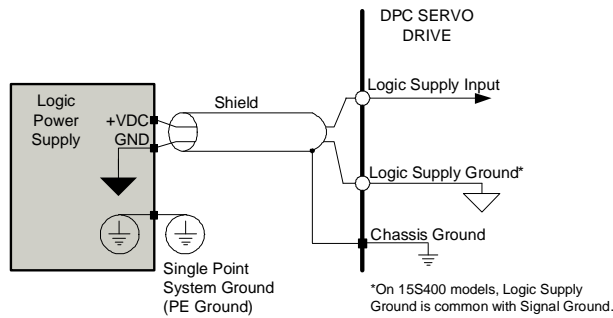 DPC SERVO
DRIVE
Logic Supply Input
Logic
Power
Supply
+VDC
GND
Shield
Logic Supply Ground*
Chassis Ground
Single Point
System Ground
(PE Ground)
*On 15S400 models, Logic Supply
Ground is common with Signal Ground.